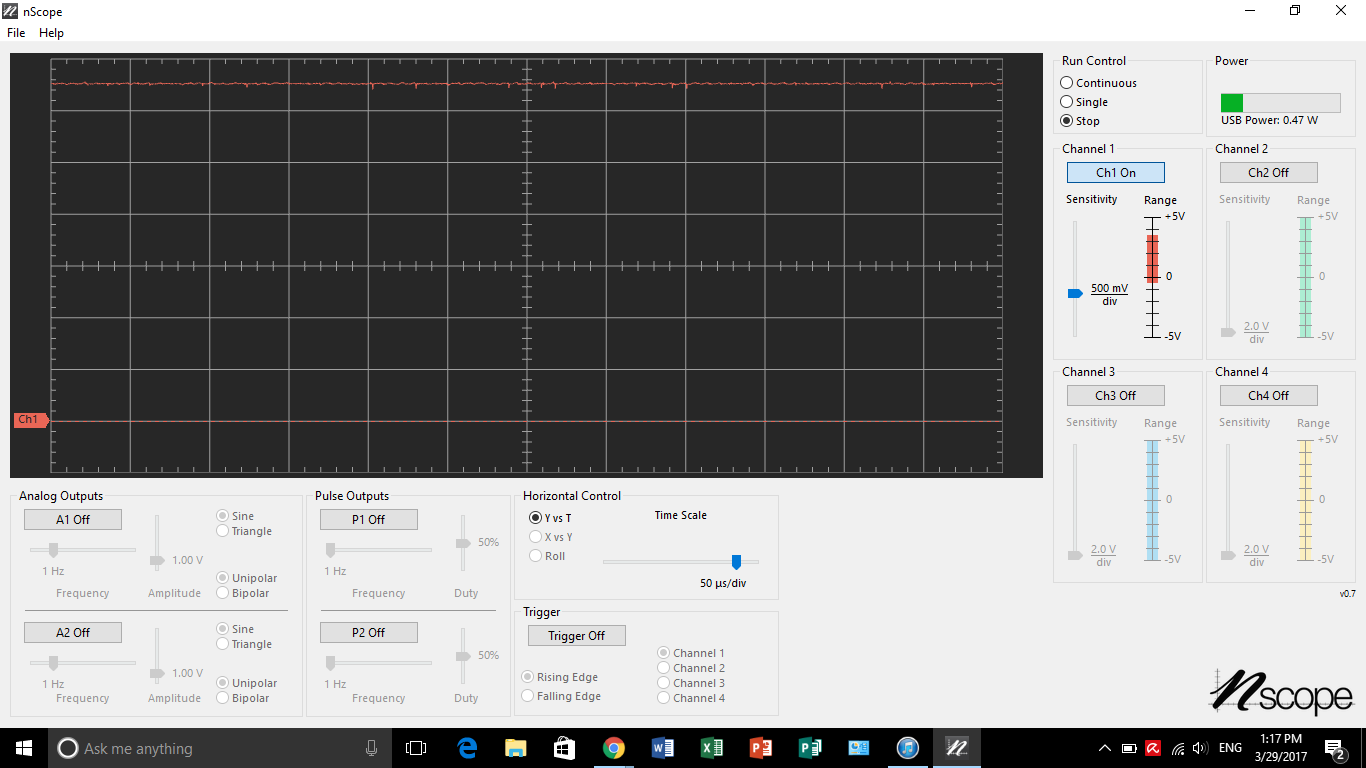 nScope
File Help
Ch1
Run Control
Continuous
Single
Stop
Power
USB Power: 0.47 W
Channel 1
Ch1 On
Sensitivity Range
+5V
0
-5V
500 mV
div
Channel 2
Ch2 Off
Sensitivity Range
+5V
0
-5V
2.0 V
div
Channel 3
Ch3 Off
Sensitivity Range
+5V
0
-5V
2.0 V
div
Channel 4
Ch4 Off
Sensitivity Range
+5V
0
-5V
2.0 V
div
v0.7
Analog Outputs
A1 Off
1 Hz
Frequency
1.00 V
Amplitude
Sine
Triangle
Unipolar
Bipolar
A2 Off
1 Hz
Frequency
1.00 V
Amplitude
Sine
Triangle
Unipolar
Bipolar
Pulse Outputs
P1 Off
1 Hz
Frequency
50%
Duty
P2 Off
1 Hz
Frequency
50%
Duty
Horizontal Control
Y vs T
X vs Y
Roll
Time Scale
50 µs/div
Trigger
Trigger Off
Rising Edge
Falling Edge
Channel 1
Channel 2
Channel 3
Channel 4
nscope
Ask me anything
ENG
1:17 PM
3/29/2017
2